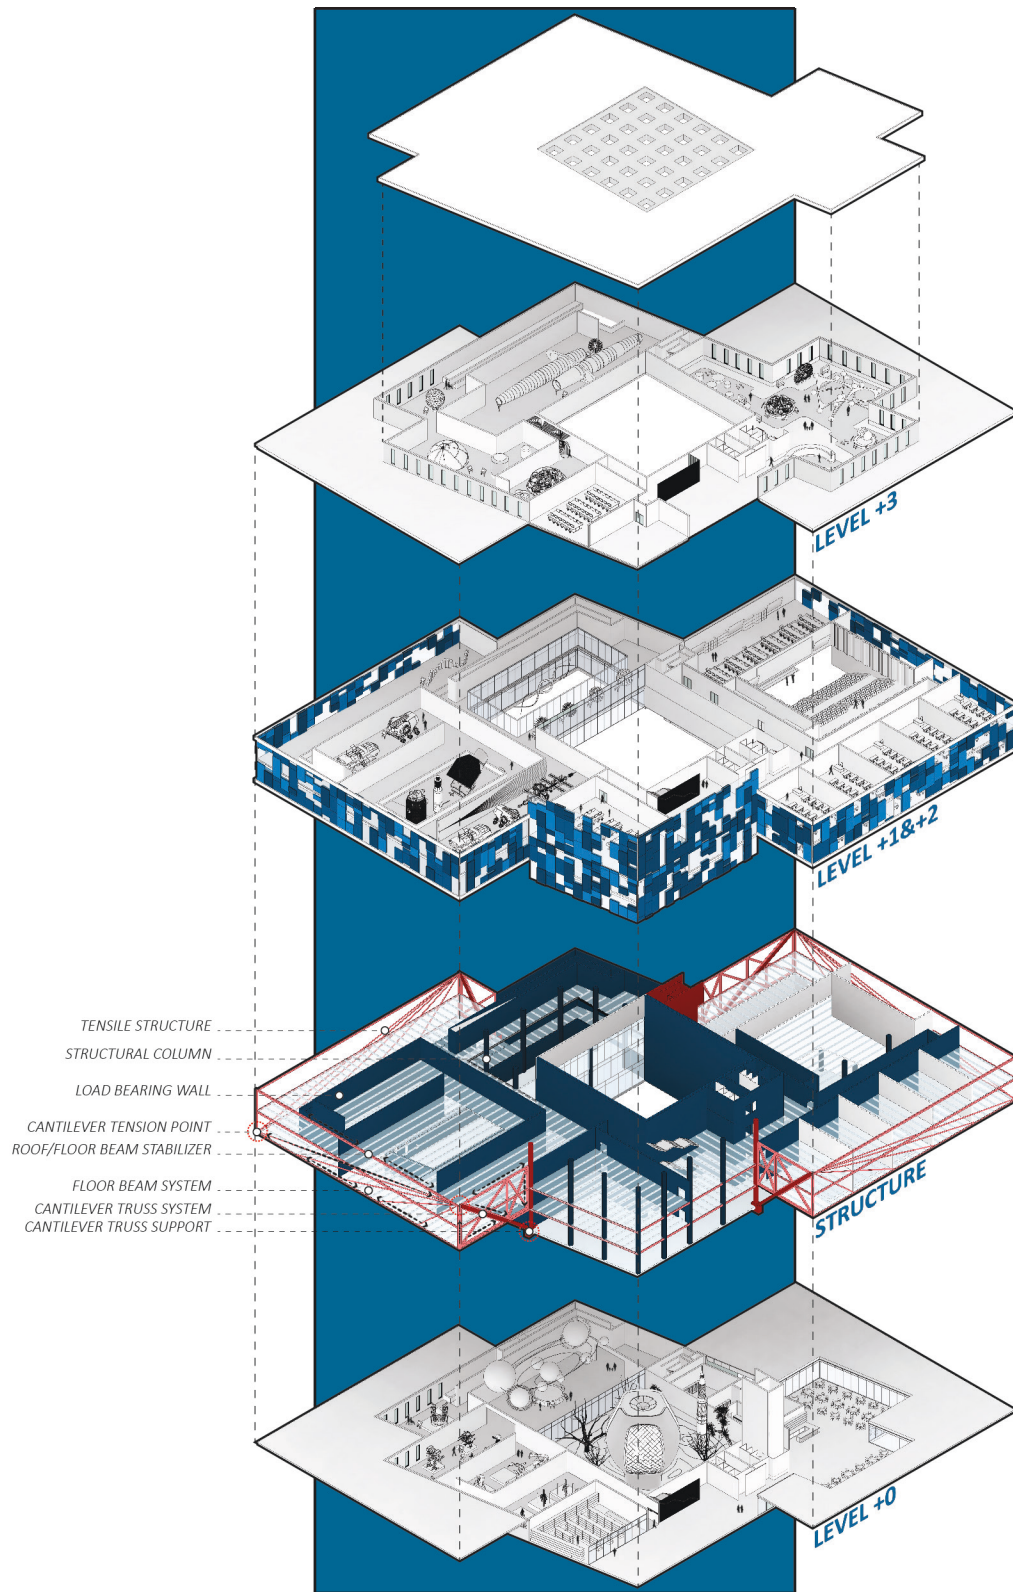 LEVEL +3
LEVEL +1&+2
TENSILE STRUCTURE
STRUCTURAL COLUMN
LOAD BEARING WALL
CANTILEVER TENSION POINT
ROOF/FLOOR BEAM STABILIZER
FLOOR BEAM SYSTEM
CANTILEVER TRUSS SYSTEM
CANTILEVER TRUSS SUPPORT
STRUCTURE
LEVEL +0